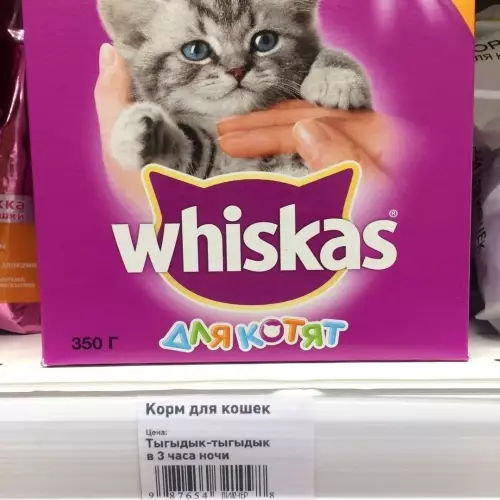 whiskas®
для котят
350 Г
Корм для кошек
Цена:
Тыгыдык-тыгыдык
в 3 часа ночи